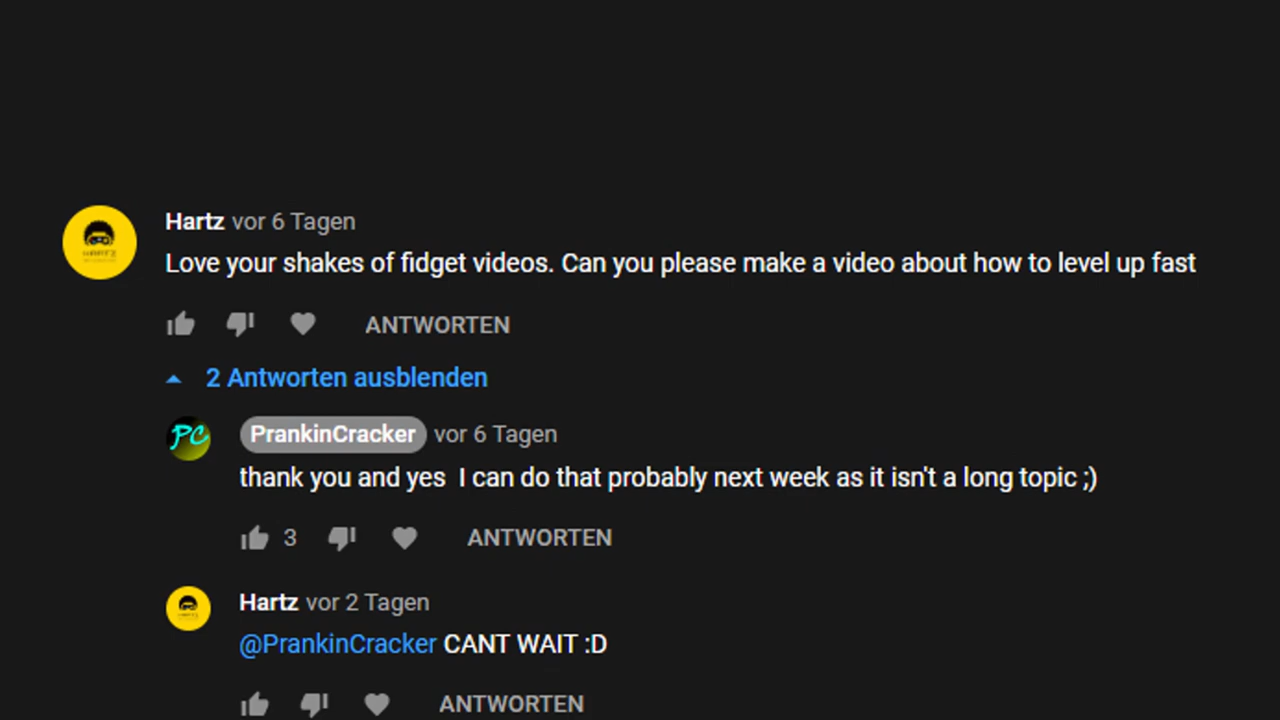 Hartz vor 6 Tagen
Love your shakes of fidget videos. Can you please make a video about how to level up fast
ANTWORTEN
2 Antworten ausblenden
PC PrankinCracker vor 6 Tagen
thank you and yes I can do that probably next week as it isn't a long topic ;)
3 ANTWORTEN
Hartz vor 2 Tagen
@PrankinCracker CANT WAIT :D
ANTWORTEN